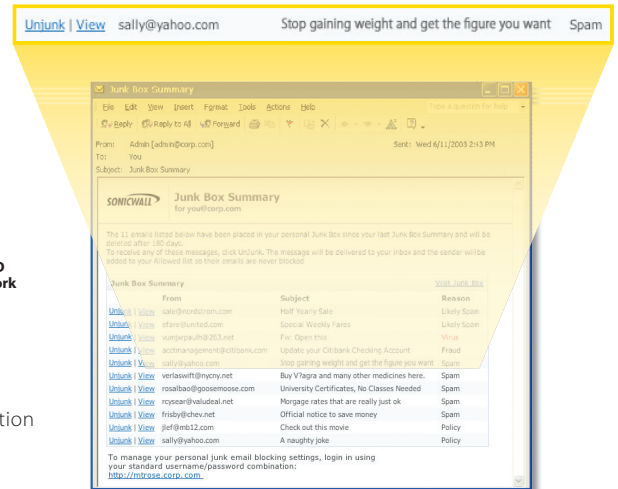 Unjunk | View sally@yahoo.com Stop gaining weight and get the figure you want Spam
Junk Box Summary
File Edit View Insert Format Tools Actions Help Type a question for help
Reply Reply to All Forward
From: Admin [admin@corp.com] Sent: Wed 6/11/2003 2:43 PM
To: You
Subject: Junk Box Summary
SONICWALL
Junk Box Summary
for you@corp.com
The 11 emails listed below have been placed in your personal Junk Box since your last Junk Box Summary and will be
deleted after 180 days.
To receive any of these messages, click UnJunk. The message will be delivered to your inbox and the sender will be
added to your Allowed list so their emails are never blocked
Junk Box Summary Visit Junk Box
From Subject Reason
Unjunk | View sale@nordstrom.com Half Yearly Sale Likely Spam
Unjunk | View efare@united.com Special Weekly Fares Likely Spam
Unjunk | View Fw: Open this Virus
Unjunk | View acctmanagement@citibank.com Update your Citibank Checking Account Fraud
Unjunk | View sally@yahoo.com Stop gaining weight and get the figure you want Spam
Unjunk | View verlaswift@nycny.net Buy V?agra and many other medicines here. Spam
Unjunk | View rosalbao@goosemoose.com University Certificates, No Classes Needed Spam
Unjunk | View rcysear@valudeal.net Morgage rates that are really just ok Spam
Unjunk | View frisby@chev.net Official notice to save money Spam
Unjunk | View jlef@mb12.com Check out this movie Policy
Unjunk | View sally@yahoo.com A naughty joke Policy
To manage your personal junk email blocking settings, login in using
your standard username/password combination:
http://mtrose.corp.com